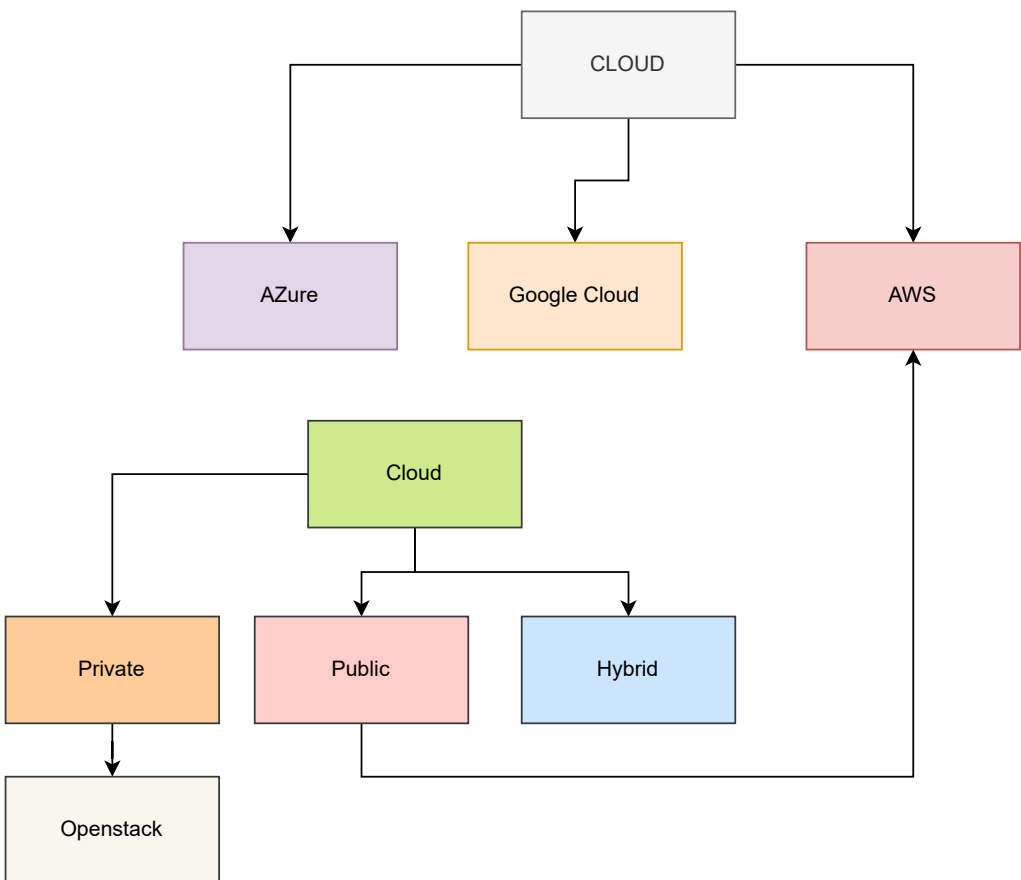 CLOUD
AZure
Google Cloud
AWS
Cloud
Private
Public
Hybrid
Openstack